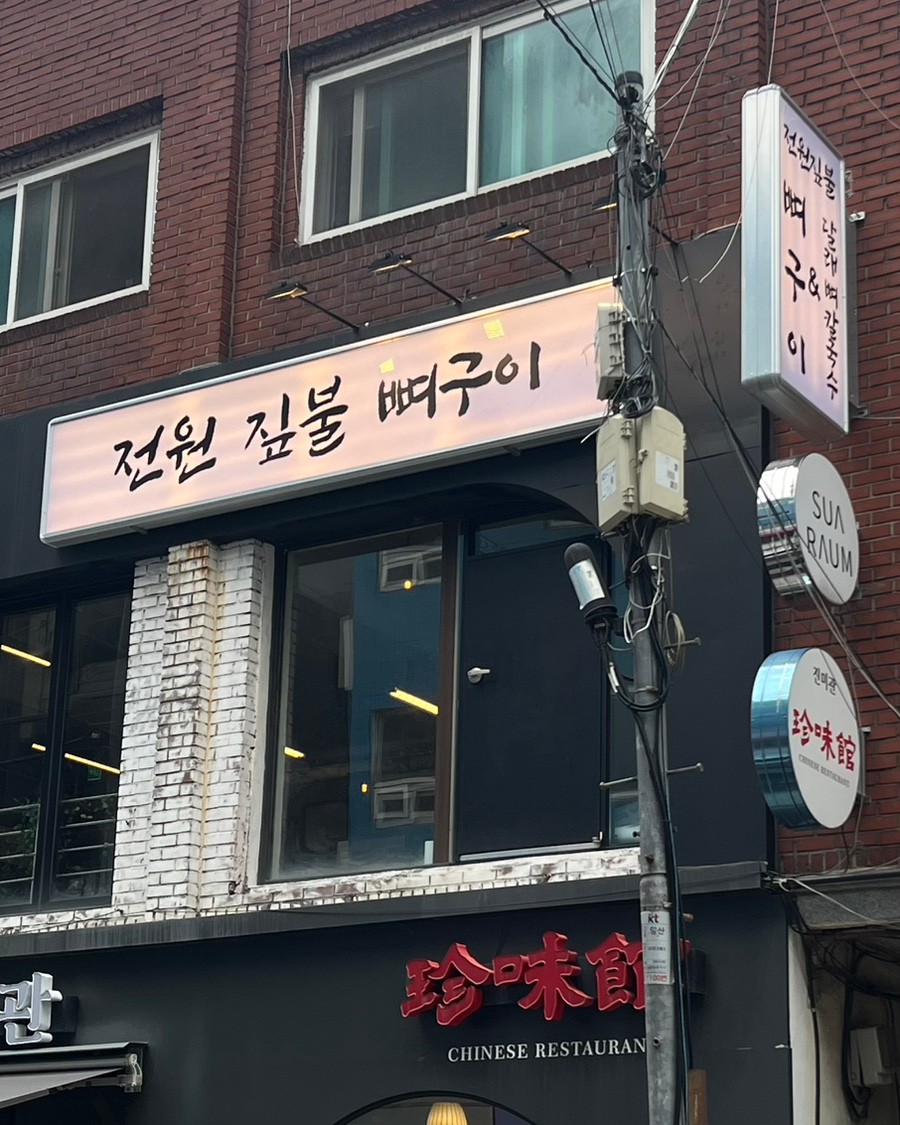 전원 짚불 뼈구이
전원짚불
뼈구이
&
달래뼈칼국수
SUA
RAUM
진미관
珍味館
CHINESE RESTAURANT
관
珍味館
CHINESE RESTAURAN
kt